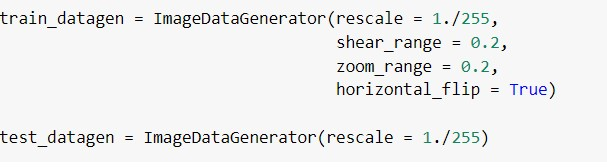 train_datagen = ImageDataGenerator(rescale = 1./255,
shear_range = 0.2,
zoom_range = 0.2,
horizontal_flip = True)
test_datagen = ImageDataGenerator(rescale = 1./255)